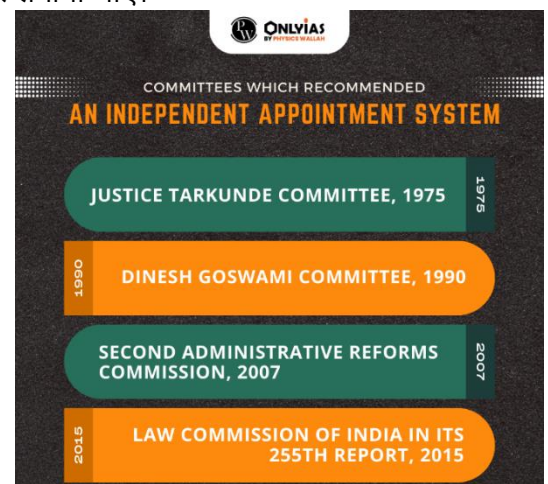 PW ONLYIAS
BY PHYSICS WALLAH
COMMITTEES WHICH RECOMMENDED
AN INDEPENDENT APPOINTMENT SYSTEM
JUSTICE TARKUNDE COMMITTEE, 1975
1975
1990
DINESH GOSWAMI COMMITTEE, 1990
SECOND ADMINISTRATIVE REFORMS
COMMISSION, 2007
2007
2015
LAW COMMISSION OF INDIA IN ITS
255TH REPORT, 2015